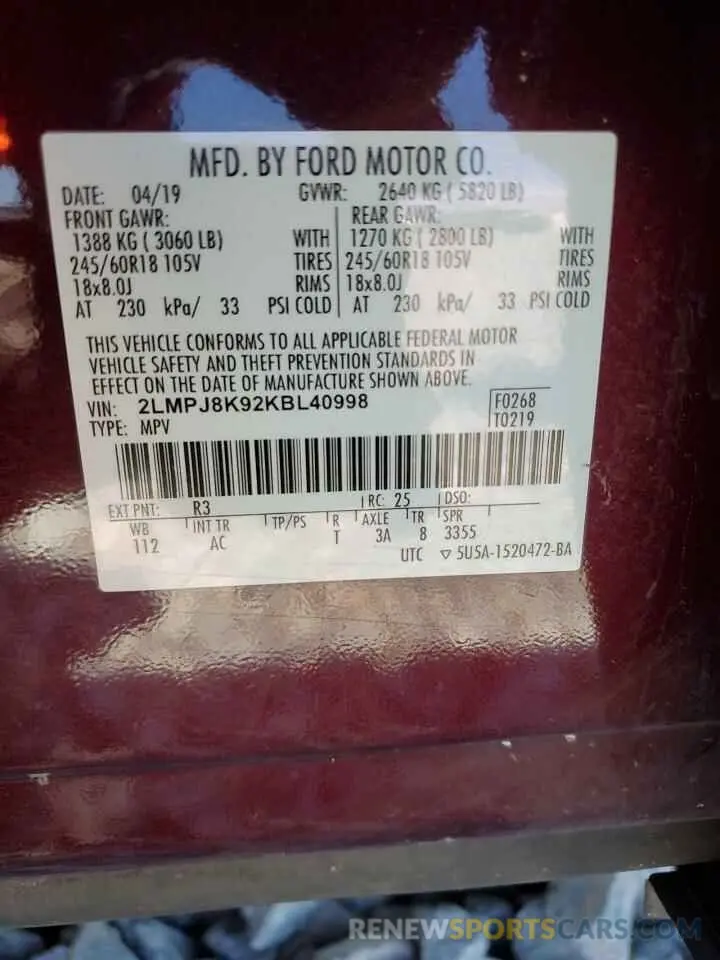 MFD. BY FORD MOTOR CO.
DATE: 04/19 GVWR: 2640 KG ( 5820 LB)
FRONT GAWR: REAR GAWR:
1388 KG ( 3060 LB) WITH 1270 KG ( 2800 LB) WITH
245/60R18 105V TIRES 245/60R18 105V TIRES
18x8.0J RIMS 18x8.0J RIMS
AT 230 kPa/ 33 PSI COLD AT 230 kPa/ 33 PSI COLD
THIS VEHICLE CONFORMS TO ALL APPLICABLE FEDERAL MOTOR
VEHICLE SAFETY AND THEFT PREVENTION STANDARDS IN
EFFECT ON THE DATE OF MANUFACTURE SHOWN ABOVE.
VIN: 2LMPJ8K92KBL40998 F0268
TYPE: MPV T0219
EXT PNT: R3 RC: 25 DSO:
WB INT TR TP/PS R AXLE TR SPR
112 AC T 3A 8 3355
UTC ▽ 5U5A-1520472-BA
RENEWSPORTSCARS.COM